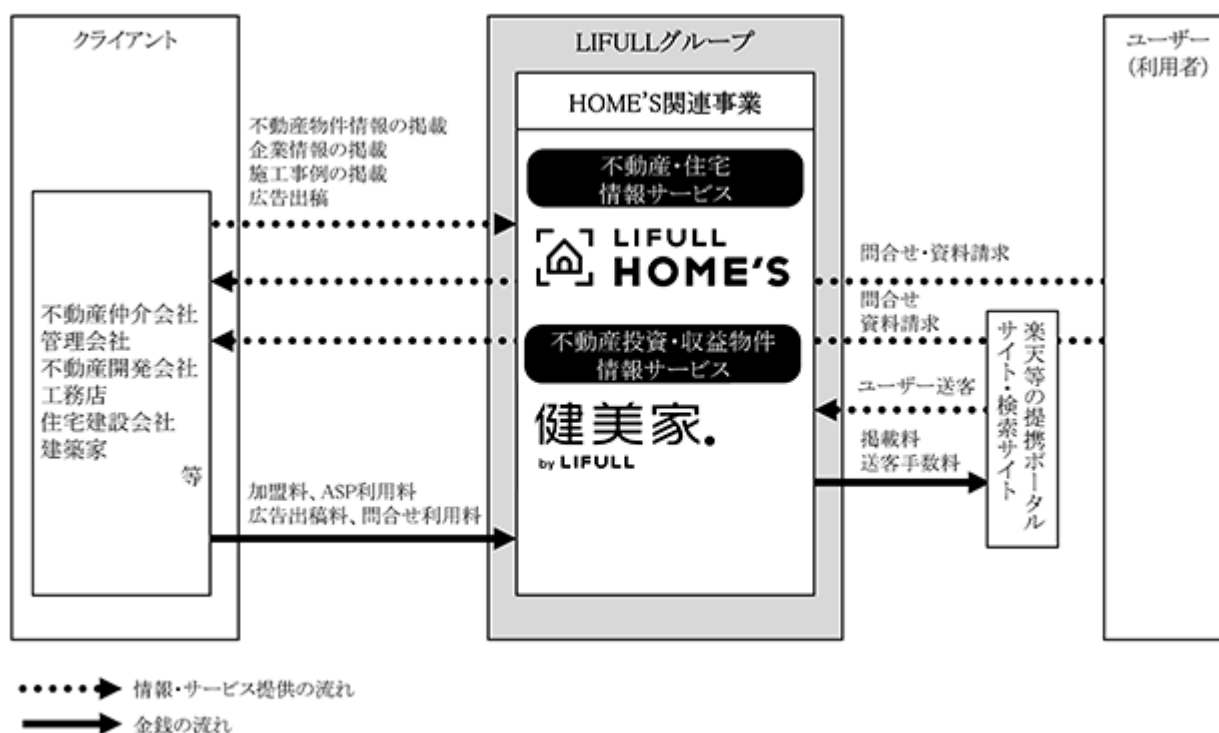 クライアント
不動産物件情報の掲載
企業情報の掲載
施工事例の掲載
広告出稿
不動産仲介会社
管理会社
不動産開発会社
工務店
住宅建設会社
建築家
等
加盟料、ASP利用料
広告出稿料、問合せ利用料
LIFULLグループ
HOME'S関連事業
不動産・住宅
情報サービス
LIFULL
HOME'S
不動産投資・収益物件
情報サービス
健美家.
by LIFULL
ユーザー
(利用者)
問合せ・資料請求
問合せ
資料請求
ユーザー送客
掲載料
送客手数料
楽天等の提携ポータル
サイト・検索サイト
情報・サービス提供の流れ
金銭の流れ